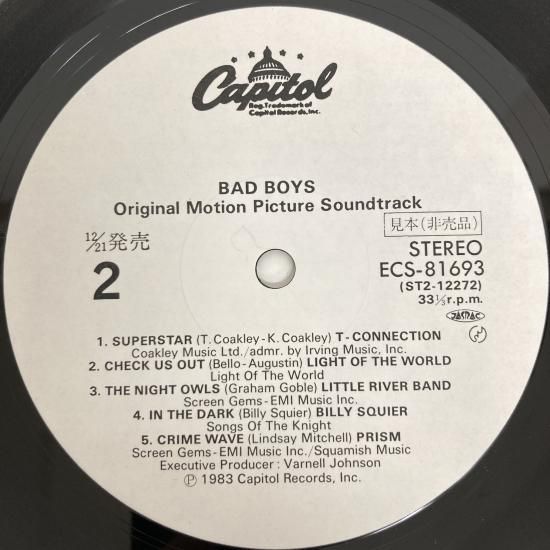 Capitol
Reg. Trademark of
Capitol Records, Inc.
BAD BOYS
Original Motion Picture Soundtrack
12/21発売
見本(非売品)
2
STEREO
ECS-81693
(ST2-12272)
33⅓r.p.m.
JASRAC
1. SUPERSTAR (T. Coakley-K. Coakley) T-CONNECTION
Coakley Music Ltd./admr. by Irving Music, Inc.
2. CHECK US OUT (Bello-Augustin) LIGHT OF THE WORLD
Light Of The World
3. THE NIGHT OWLS (Graham Goble) LITTLE RIVER BAND
Screen Gems-EMI Music Inc.
4. IN THE DARK (Billy Squier) BILLY SQUIER
Songs Of The Knight
5. CRIME WAVE (Lindsay Mitchell) PRISM
Screen Gems-EMI Music Inc./Squamish Music
Executive Producer : Varnell Johnson
Ⓟ 1983 Capitol Records, Inc.